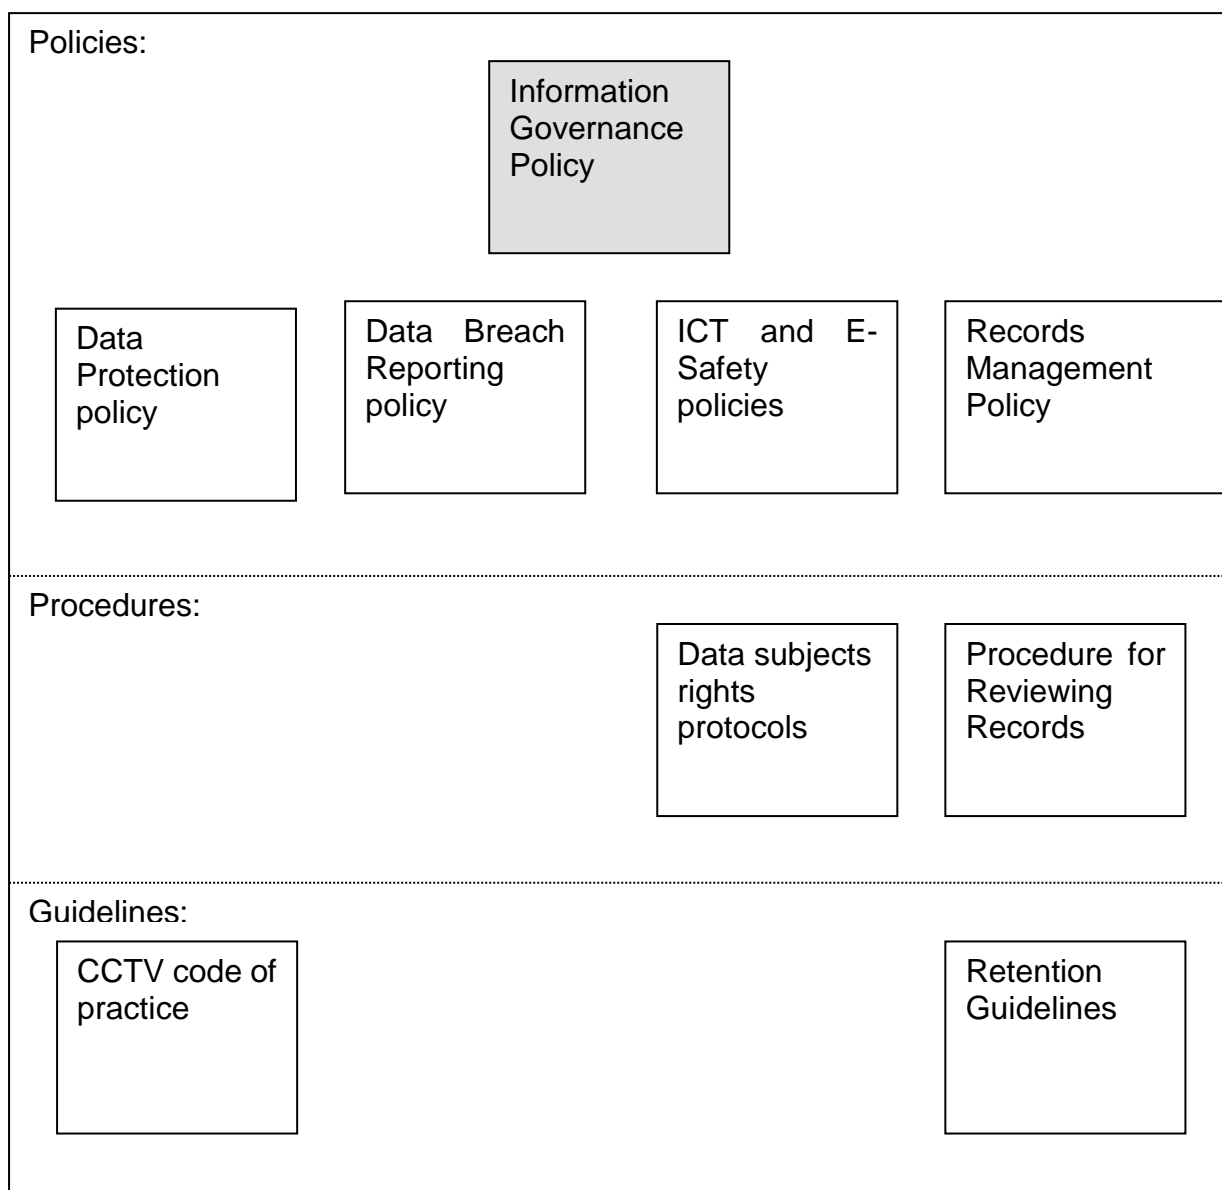 Policies:
Information
Governance
Policy
Data
Protection
policy
Data Breach
Reporting
policy
ICT and E-
Safety
policies
Records
Management
Policy
Procedures:
Data subjects
rights
protocols
Procedure for
Reviewing
Records
Guidelines:
CCTV code of
practice
Retention
Guidelines